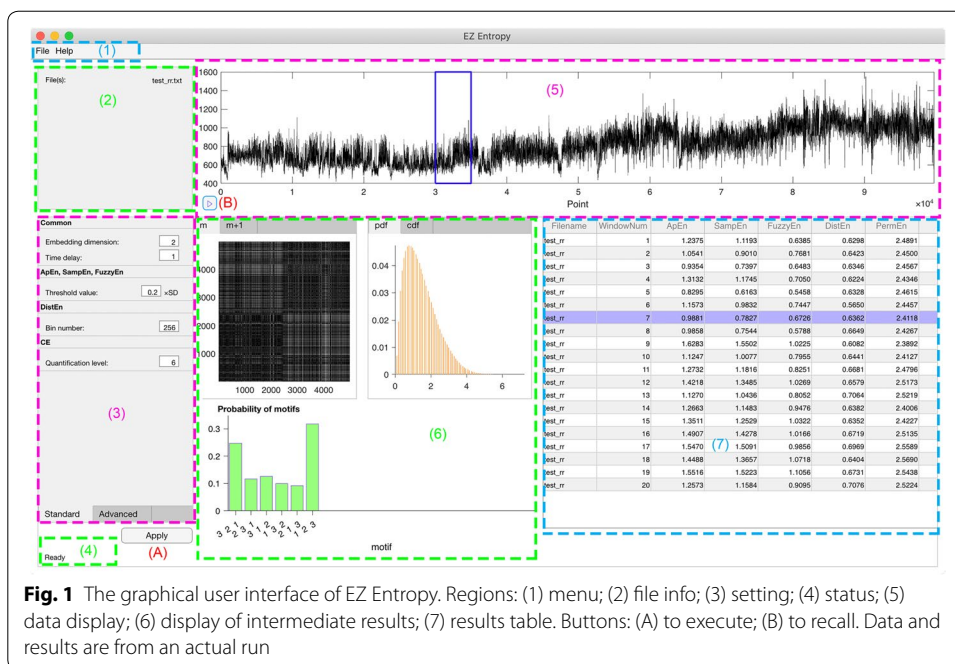 EZ Entropy
File Help
(1)
File(s): test_rr.txt
(2)
1600
1400
1200
1000
800
600
400
(5)
0 1 2 3 4 5 6 7 8 9
Point
×10⁴
(B)
Common
Embedding dimension: 2
Time delay: 1
ApEn, SampEn, FuzzyEn
Threshold value: 0.2 ×SD
DistEn
Bin number: 256
CE
Quantification level: 6
(3)
Standard Advanced
Apply
(A)
(4)
Ready
m m+1
4000
3000
2000
1000
1000 2000 3000 4000
pdf cdf
0.04
0.03
0.02
0.01
0
0 2 4 6
Probability of motifs
0.3
0.2
0.1
0
3 2 1
2 3 1
3 1 2
1 3 2
2 1 3
1 2 3
motif
(6)
Filename WindowNum ApEn SampEn FuzzyEn DistEn PermEn
test_rr 1 1.2375 1.1193 0.6385 0.6298 2.4891
test_rr 2 1.0541 0.9010 0.7681 0.6423 2.4500
test_rr 3 0.9354 0.7397 0.6483 0.6346 2.4567
test_rr 4 1.3132 1.1745 0.7050 0.6224 2.4346
test_rr 5 0.8295 0.6163 0.5458 0.6328 2.4615
test_rr 6 1.1573 0.9832 0.7447 0.5650 2.4457
test_rr 7 0.9881 0.7827 0.6726 0.6362 2.4118
test_rr 8 0.9858 0.7544 0.5788 0.6649 2.4267
test_rr 9 1.6283 1.5502 1.0225 0.6082 2.3892
test_rr 10 1.1247 1.0077 0.7955 0.6441 2.4127
test_rr 11 1.2732 1.1816 0.8251 0.6681 2.4796
test_rr 12 1.4218 1.3485 1.0269 0.6579 2.5173
test_rr 13 1.1270 1.0436 0.8052 0.7064 2.5219
test_rr 14 1.2663 1.1483 0.9476 0.6382 2.4006
test_rr 15 1.3511 1.2529 1.0322 0.6352 2.4227
test_rr 16 1.4907 1.4278 1.0166 0.6719 2.5135
test_rr 17 1.5470 1.5091 0.9856 0.6969 2.5589
test_rr 18 1.4488 1.3657 1.0718 0.6404 2.5690
test_rr 19 1.5516 1.5223 1.1056 0.6731 2.5438
test_rr 20 1.2573 1.1584 0.9095 0.7076 2.5224
(7)
Fig. 1 The graphical user interface of EZ Entropy. Regions: (1) menu; (2) file info; (3) setting; (4) status; (5)
data display; (6) display of intermediate results; (7) results table. Buttons: (A) to execute; (B) to recall. Data and
results are from an actual run